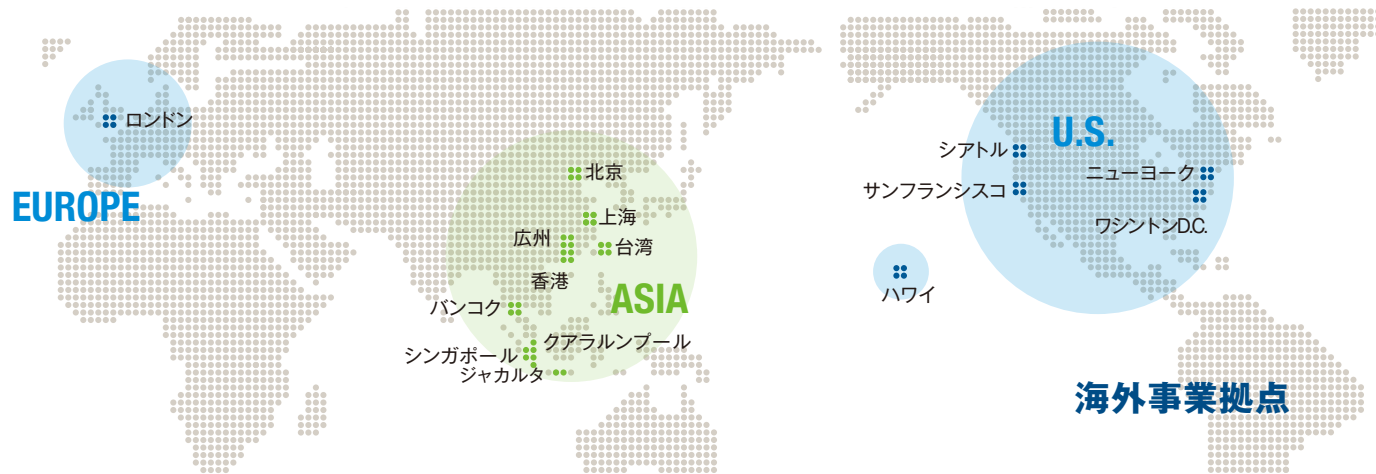 ロンドン
EUROPE
北京
上海
広州
台湾
香港
ASIA
バンコク
クアラルンプール
シンガポール
ジャカルタ
U.S.
シアトル
ニューヨーク
サンフランシスコ
ワシントンD.C.
ハワイ
海外事業拠点